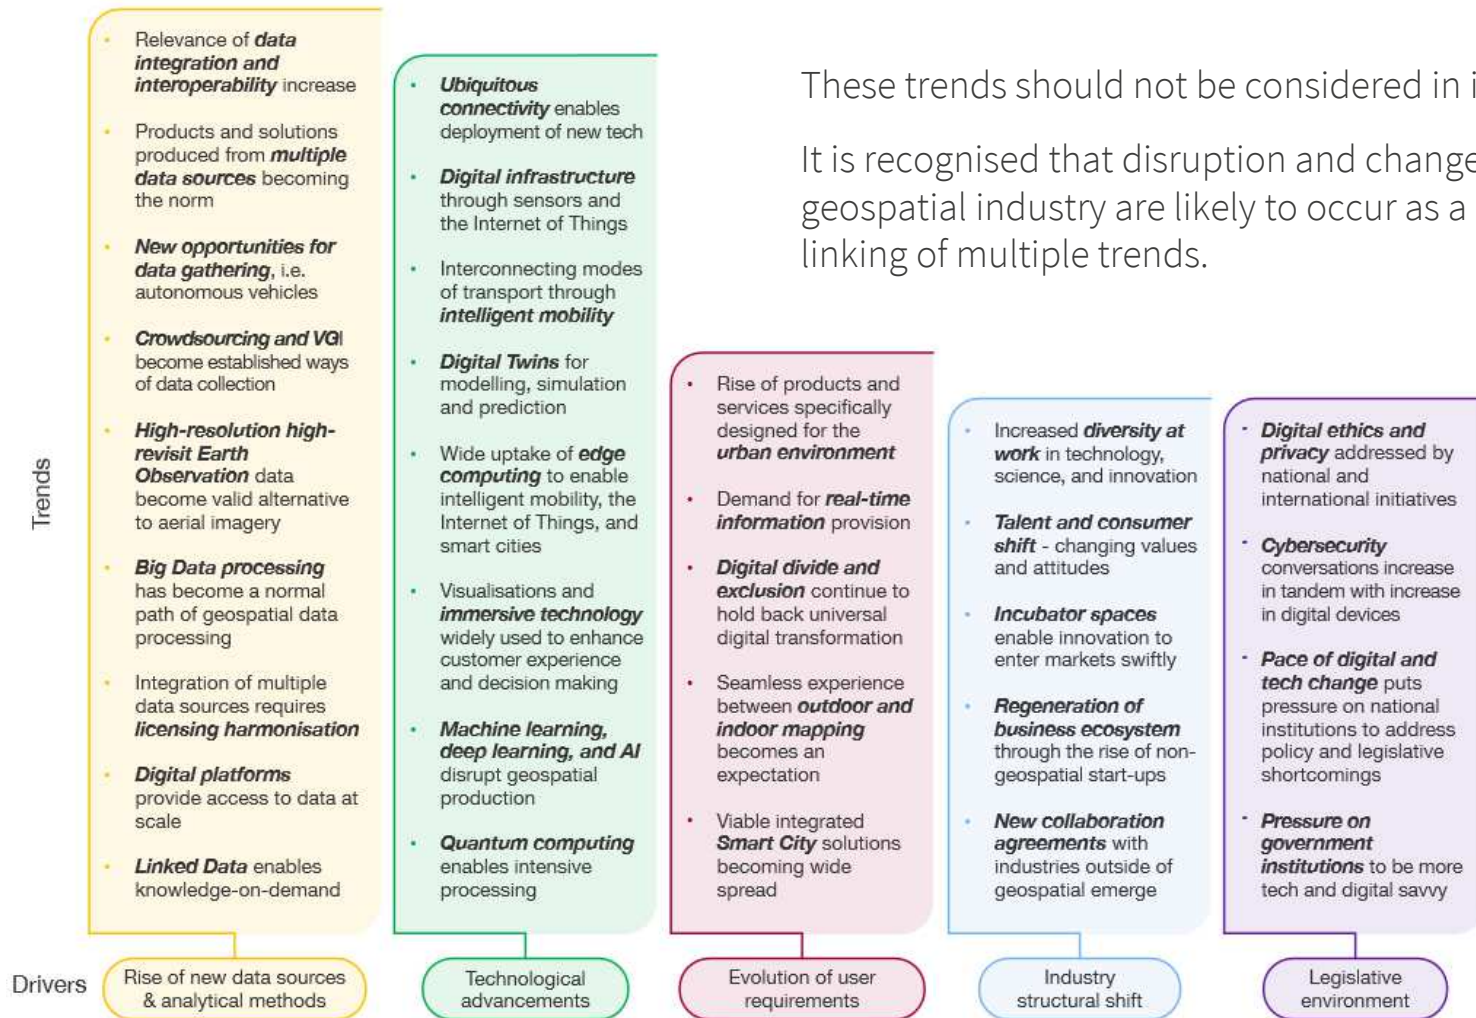 Relevance of data
integration and
interoperability increase
Products and solutions
produced from multiple
data sources becoming
the norm
New opportunities for
data gathering, i.e.
autonomous vehicles
Crowdsourcing and VGI
become established ways
of data collection
High-resolution high-
revisit Earth
Observation data
become valid alternative
to aerial imagery
Big Data processing
has become a normal
path of geospatial data
processing
Integration of multiple
data sources requires
licensing harmonisation
Digital platforms
provide access to data at
scale
Linked Data enables
knowledge-on-demand
Ubiquitous
connectivity enables
deployment of new tech
Digital infrastructure
through sensors and
the Internet of Things
Interconnecting modes
of transport through
intelligent mobility
Digital Twins for
modelling, simulation
and prediction
Wide uptake of edge
computing to enable
intelligent mobility, the
Internet of Things, and
smart cities
Visualisations and
immersive technology
widely used to enhance
customer experience
and decision making
Machine learning,
deep learning, and AI
disrupt geospatial
production
Quantum computing
enables intensive
processing
These trends should not be considered in i
It is recognised that disruption and change
geospatial industry are likely to occur as a
linking of multiple trends.
Rise of products and
services specifically
designed for the
urban environment
Demand for real-time
information provision
Digital divide and
exclusion continue to
hold back universal
digital transformation
Seamless experience
between outdoor and
indoor mapping
becomes an
expectation
Viable integrated
Smart City solutions
becoming wide
spread
Increased diversity at
work in technology,
science, and innovation
Talent and consumer
shift - changing values
and attitudes
Incubator spaces
enable innovation to
enter markets swiftly
Regeneration of
business ecosystem
through the rise of non-
geospatial start-ups
New collaboration
agreements with
industries outside of
geospatial emerge
Digital ethics and
privacy addressed by
national and
international initiatives
Cybersecurity
conversations increase
in tandem with increase
in digital devices
Pace of digital and
tech change puts
pressure on national
institutions to address
policy and legislative
shortcomings
Pressure on
government
institutions to be more
tech and digital savvy
Trends
Drivers
Rise of new data sources
& analytical methods
Technological
advancements
Evolution of user
requirements
Industry
structural shift
Legislative
environment